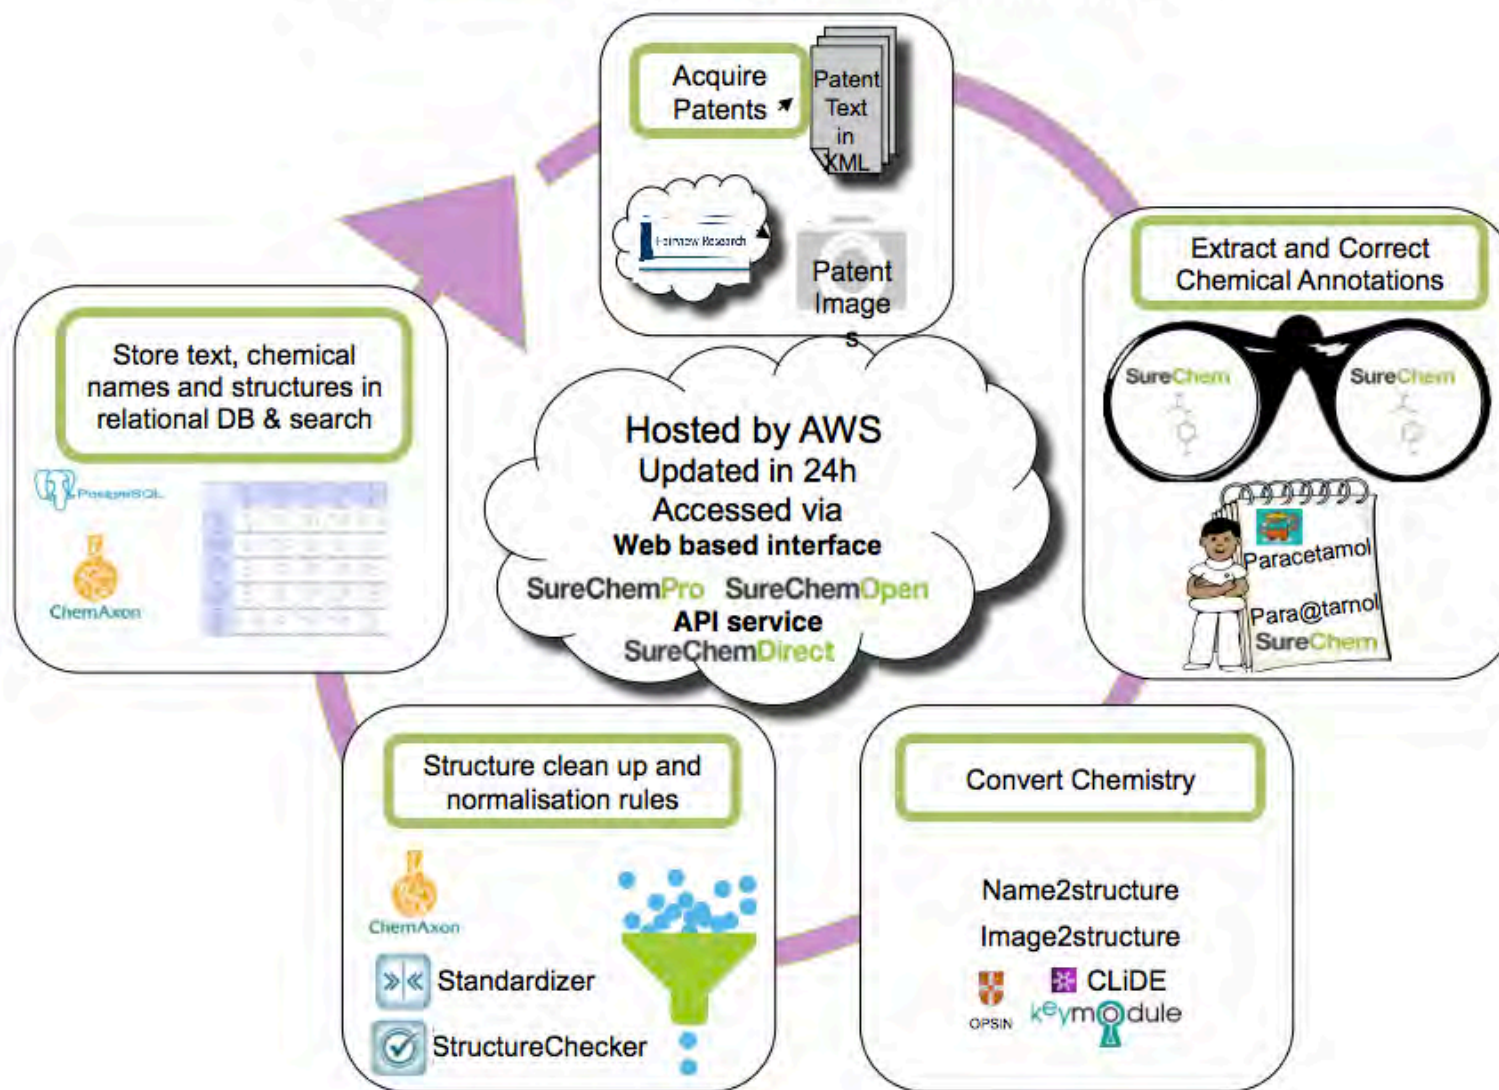 Acquire
Patents
Patent
Text
in
XML
Fairview Research
Patent
Image
s
Extract and Correct
Chemical Annotations
SureChem
SureChem
Paracetamol
Para@tarnol
SureChem
Convert Chemistry
Name2structure
Image2structure
OPSIN
CLiDE
keymodule
Structure clean up and
normalisation rules
ChemAxon
Standardizer
StructureChecker
Store text, chemical
names and structures in
relational DB & search
PostgreSQL
ChemAxon
Hosted by AWS
Updated in 24h
Accessed via
Web based interface
SureChemPro SureChemOpen
API service
SureChemDirect